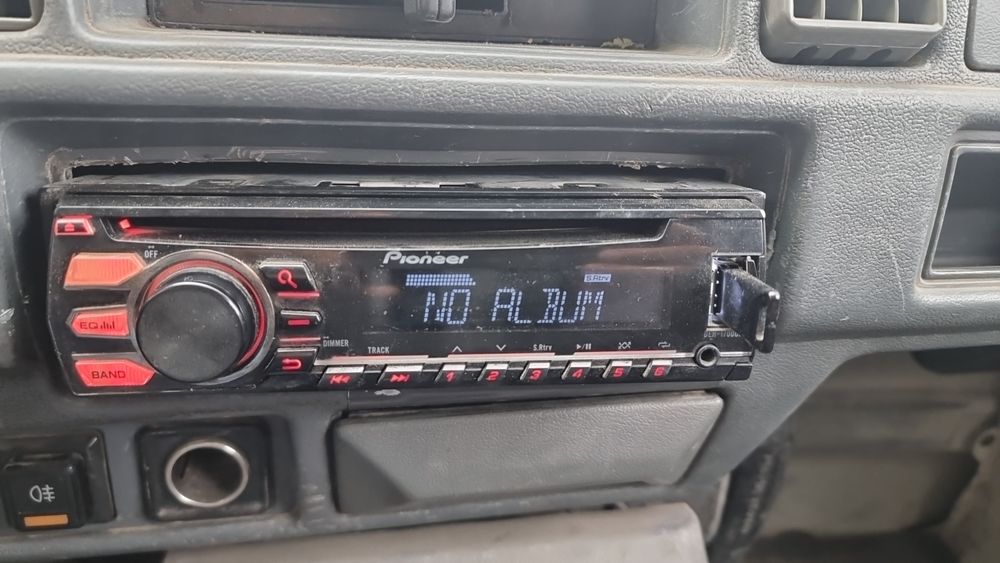 OFF
Pioneer
S.Rtrv
NO ALBUM
EQ
DIMMER
TRACK
S.Rtrv
BAND
1 2 3 4 5 6